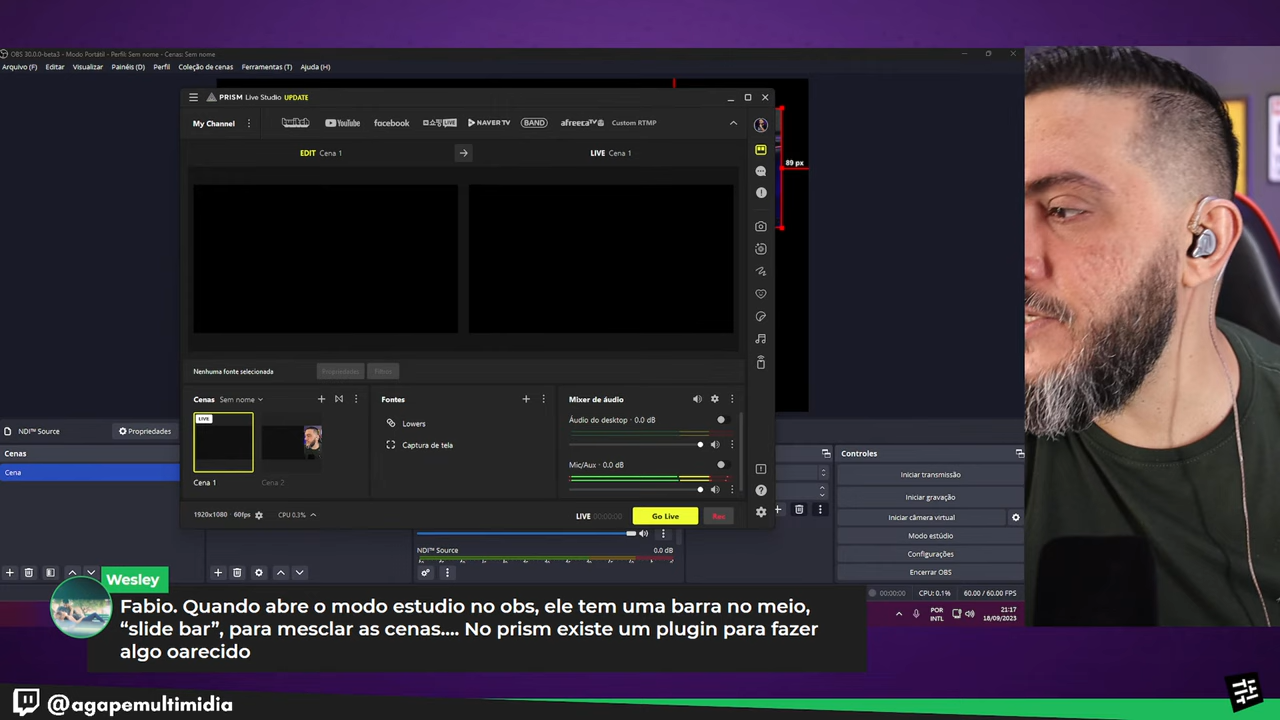 OBS 30.0.0-beta3 - Modo Portátil - Perfil: Sem nome - Cenas: Sem nome
Arquivo (F) Editar Visualizar Painéis (D) Perfil Coleção de cenas Ferramentas (T) Ajuda (H)
PRISM Live Studio UPDATE
My Channel twitch YouTube facebook LIVE NAVER TV BAND afreecaTV Custom RTMP
EDIT Cena 1 LIVE Cena 1
89 px
Nenhuma fonte selecionada Propriedades Filtros
Cenas Sem nome Fontes Mixer de áudio
LIVE
Lowers
Captura de tela
Áudio do desktop · 0.0 dB
Mic/Aux · 0.0 dB
Cena 1 Cena 2
1920x1080 60fps CPU 0.3% LIVE 00:00:00 Go Live Rec
NDI™ Source Propriedades
Cenas
Cena
NDI™ Source 0.0 dB
Controles
Iniciar transmissão
Iniciar gravação
Iniciar câmera virtual
Modo estúdio
Configurações
Encerrar OBS
00:00:00 CPU: 0.1% 60.00 / 60.00 FPS
POR
INTL
21:17
18/09/2023
Wesley
Fabio. Quando abre o modo estudio no obs, ele tem uma barra no meio,
“slide bar”, para mesclar as cenas.... No prism existe um plugin para fazer
algo oarecido
@agapemultimidia